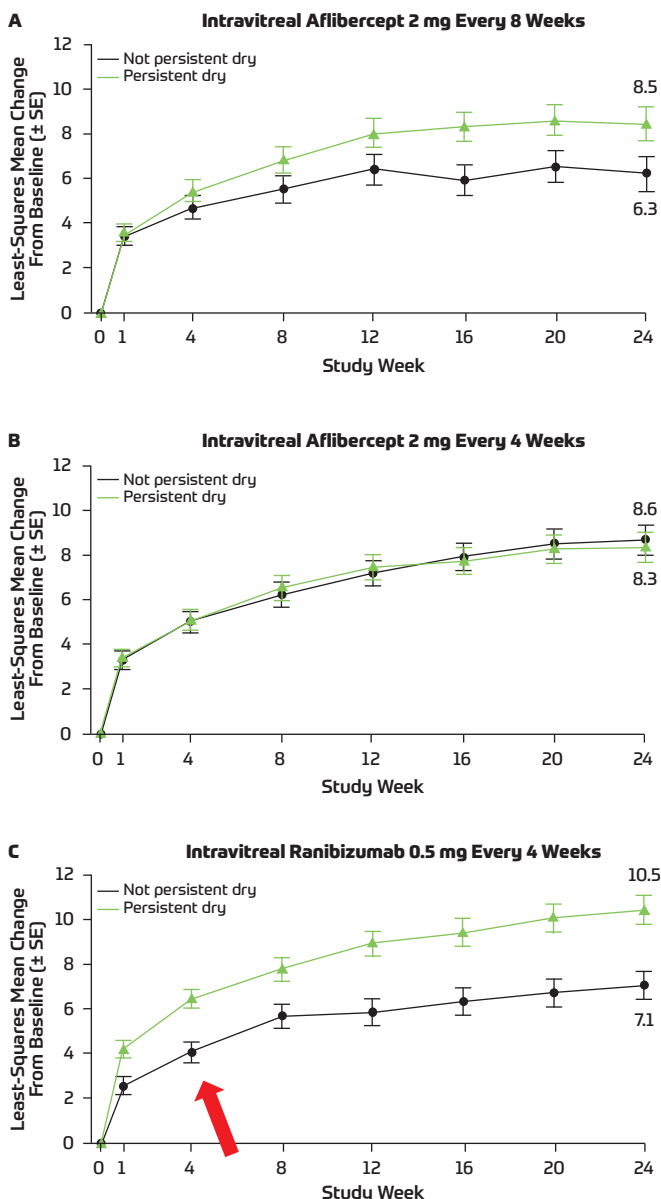 A
Intravitreal Aflibercept 2 mg Every 8 Weeks
Least-Squares Mean Change
From Baseline (± SE)
12
10
8
6
4
2
0
Not persistent dry
Persistent dry
8.5
6.3
0 1 4 8 12 16 20 24
Study Week
B
Intravitreal Aflibercept 2 mg Every 4 Weeks
Least-Squares Mean Change
From Baseline (± SE)
12
10
8
6
4
2
0
Not persistent dry
Persistent dry
8.6
8.3
0 1 4 8 12 16 20 24
Study Week
C
Intravitreal Ranibizumab 0.5 mg Every 4 Weeks
Least-Squares Mean Change
From Baseline (± SE)
12
10
8
6
4
2
0
Not persistent dry
Persistent dry
10.5
7.1
0 1 4 8 12 16 20 24
Study Week